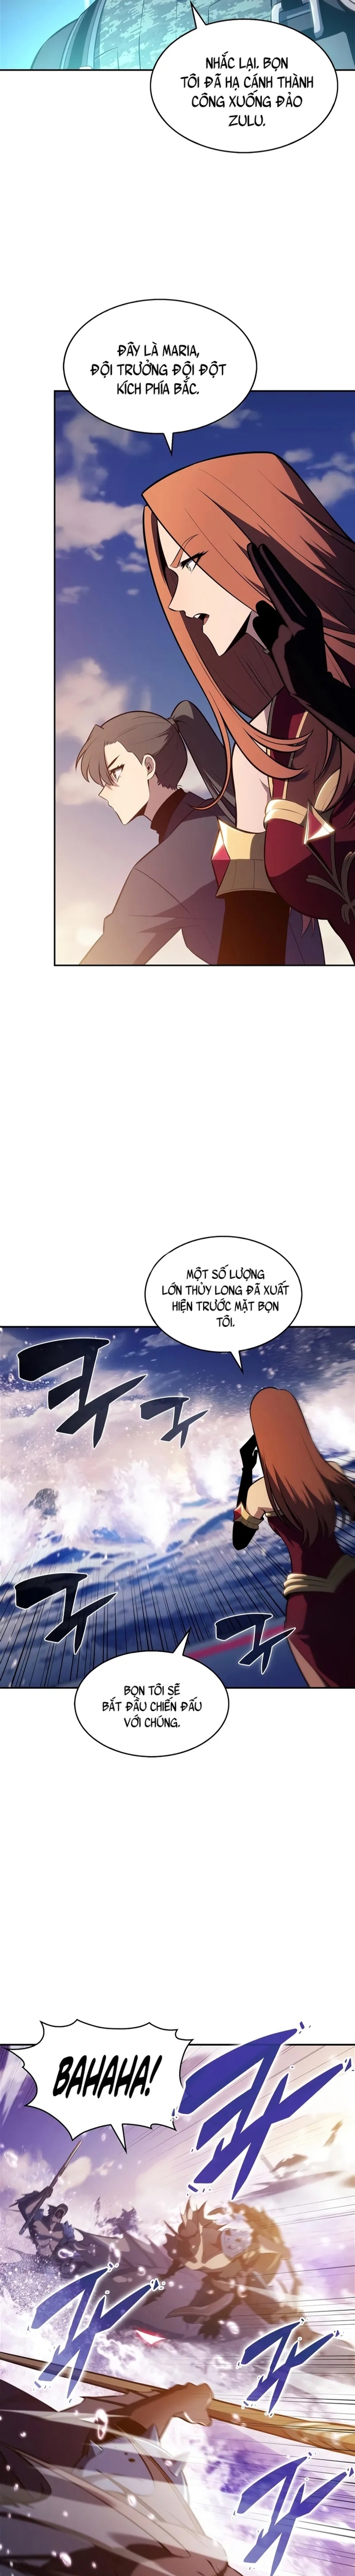 NHẮC LẠI. BỌN
TÔI ĐÃ HẠ CÁNH THÀNH
CÔNG XUỐNG ĐẢO
ZULU.
ĐÂY LÀ MARIA,
ĐỘI TRƯỞNG ĐỘI ĐỘT
KÍCH PHÍA BẮC.
MỘT SỐ LƯỢNG
LỚN THỦY LONG ĐÃ XUẤT
HIỆN TRƯỚC MẶT BỌN
TÔI.
BỌN TÔI SẼ
BẮT ĐẦU CHIẾN ĐẤU
VỚI CHÚNG.
BAHAHA!